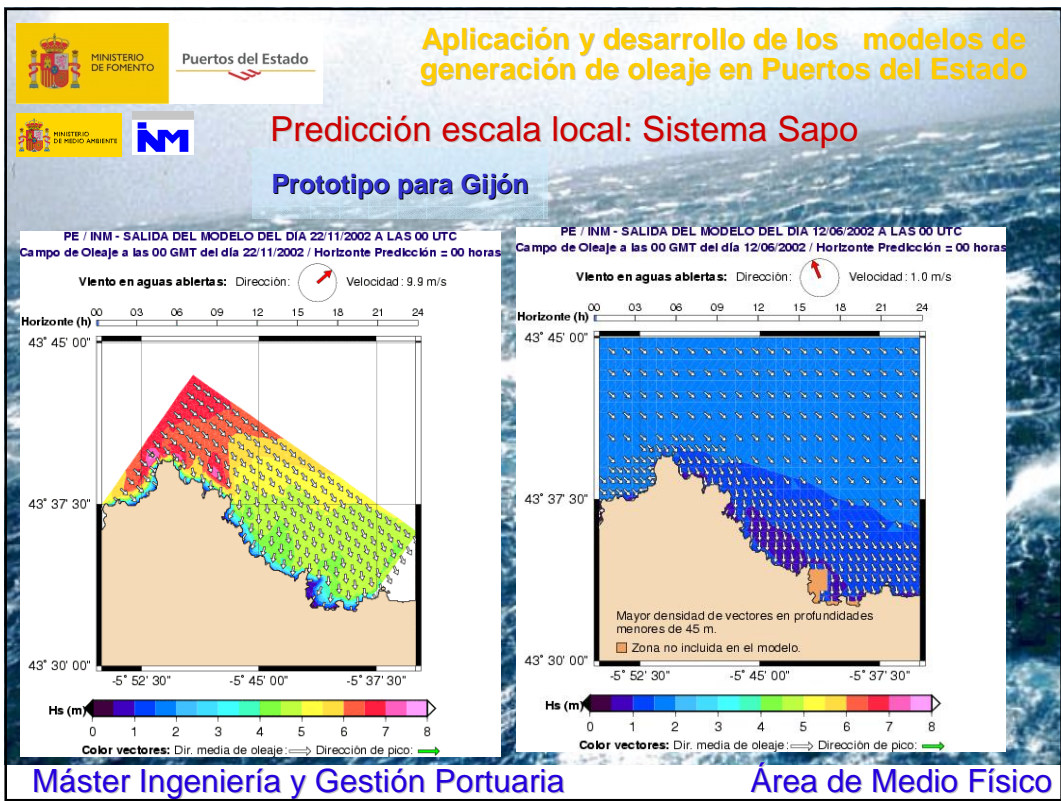 MINISTERIO
DE FOMENTO
Puertos del Estado
Aplicación y desarrollo de los modelos de
generación de oleaje en Puertos del Estado
MINISTERIO
DE MEDIO AMBIENTE
INM
Predicción escala local: Sistema Sapo
Prototipo para Gijón
PE / INM - SALIDA DEL MODELO DEL DÍA 22/11/2002 A LAS 00 UTC
Campo de Oleaje a las 00 GMT del día 22/11/2002 / Horizonte Predicción = 00 horas
Viento en aguas abiertas: Dirección: Velocidad: 9.9 m/s
00 03 06 09 12 15 18 21 24
Horizonte (h)
43° 45' 00"
43° 37' 30"
43° 30' 00"
-5° 52' 30" -5° 45' 00" -5° 37' 30"
Hs (m)
0 1 2 3 4 5 6 7 8
Color vectores: Dir. media de oleaje: Dirección de pico:
PE / INM - SALIDA DEL MODELO DEL DÍA 12/06/2002 A LAS 00 UTC
Campo de Oleaje a las 00 GMT del día 12/06/2002 / Horizonte Predicción = 00 horas
Viento en aguas abiertas: Dirección: Velocidad: 1.0 m/s
00 03 06 09 12 15 18 21 24
Horizonte (h)
43° 45' 00"
43° 37' 30"
Mayor densidad de vectores en profundidades
menores de 45 m.
Zona no incluida en el modelo.
43° 30' 00"
-5° 52' 30" -5° 45' 00" -5° 37' 30"
Hs (m)
0 1 2 3 4 5 6 7 8
Color vectores: Dir. media de oleaje: Dirección de pico:
Máster Ingeniería y Gestión Portuaria
Área de Medio Físico